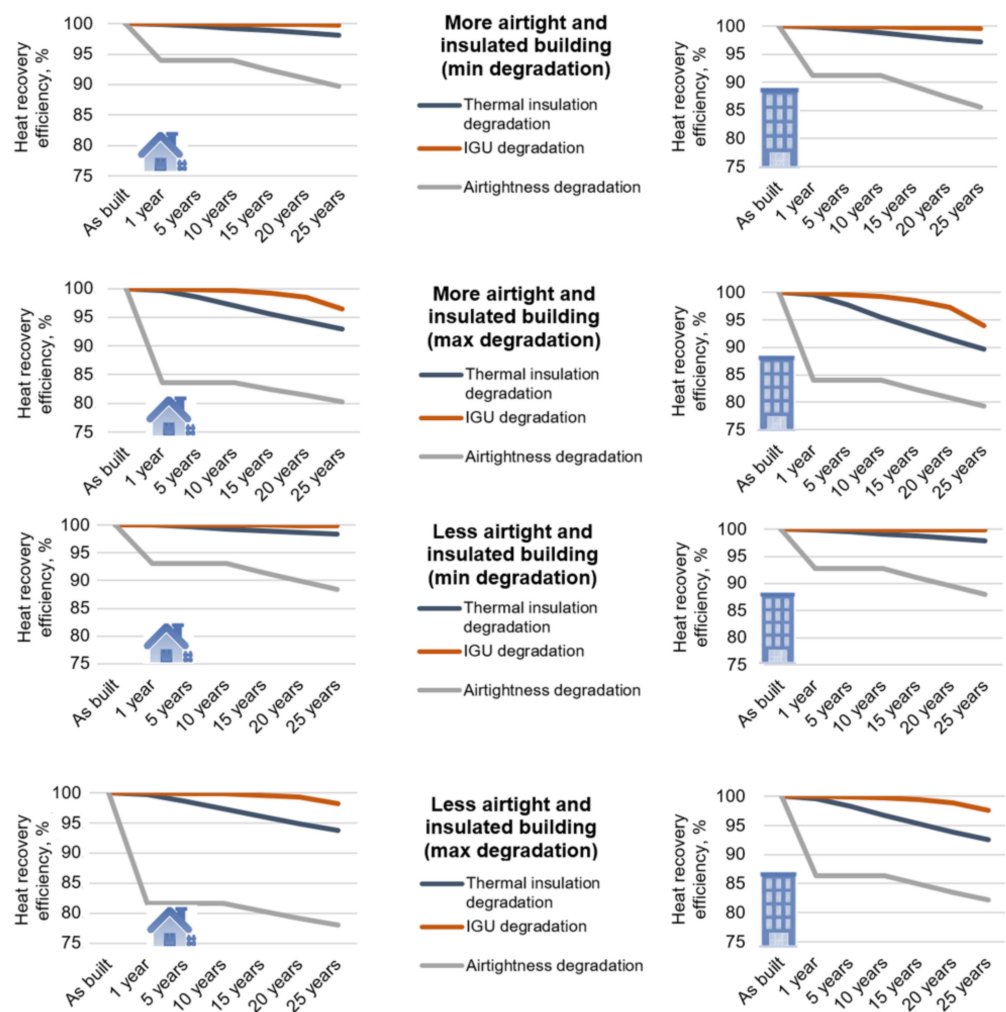 Heat recovery
efficiency, %
100
95
90
85
80
75
As built
1 year
5 years
10 years
15 years
20 years
25 years
More airtight and
insulated building
(min degradation)
Thermal insulation
degradation
IGU degradation
Airtightness degradation
Heat recovery
efficiency, %
100
95
90
85
80
75
As built
1 year
5 years
10 years
15 years
20 years
25 years
Heat recovery
efficiency, %
100
95
90
85
80
75
As built
1 year
5 years
10 years
15 years
20 years
25 years
More airtight and
insulated building
(max degradation)
Thermal insulation
degradation
IGU degradation
Airtightness degradation
Heat recovery
efficiency, %
100
95
90
85
80
75
As built
1 year
5 years
10 years
15 years
20 years
25 years
Heat recovery
efficiency, %
100
95
90
85
80
75
As built
1 year
5 years
10 years
15 years
20 years
25 years
Less airtight and
insulated building
(min degradation)
Thermal insulation
degradation
IGU degradation
Airtightness degradation
Heat recovery
efficiency, %
100
95
90
85
80
75
As built
1 year
5 years
10 years
15 years
20 years
25 years
Heat recovery
efficiency, %
100
95
90
85
80
75
As built
1 year
5 years
10 years
15 years
20 years
25 years
Less airtight and
insulated building
(max degradation)
Thermal insulation
degradation
IGU degradation
Airtightness degradation
Heat recovery
efficiency, %
100
95
90
85
80
75
As built
1 year
5 years
10 years
15 years
20 years
25 years